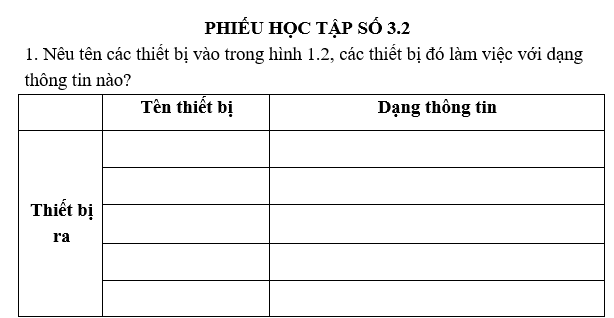 PHIẾU HỌC TẬP SỐ 3.2
1. Nêu tên các thiết bị vào trong hình 1.2, các thiết bị đó làm việc với dạng
thông tin nào?
Tên thiết bị
Dạng thông tin
Thiết bị
ra